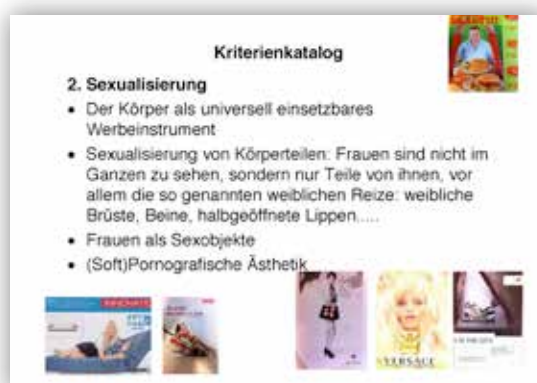 Kriterienkatalog
2. Sexualisierung
• Der Körper als universell einsetzbares
Werbeinstrument
• Sexualisierung von Körperteilen: Frauen sind nicht im
Ganzen zu sehen, sondern nur Teile von ihnen, vor
allem die so genannten weiblichen Reize: weibliche
Brüste, Beine, halbgeöffnete Lippen.....
• Frauen als Sexobjekte
• (Soft)Pornografische Ästhetik
VERSACE